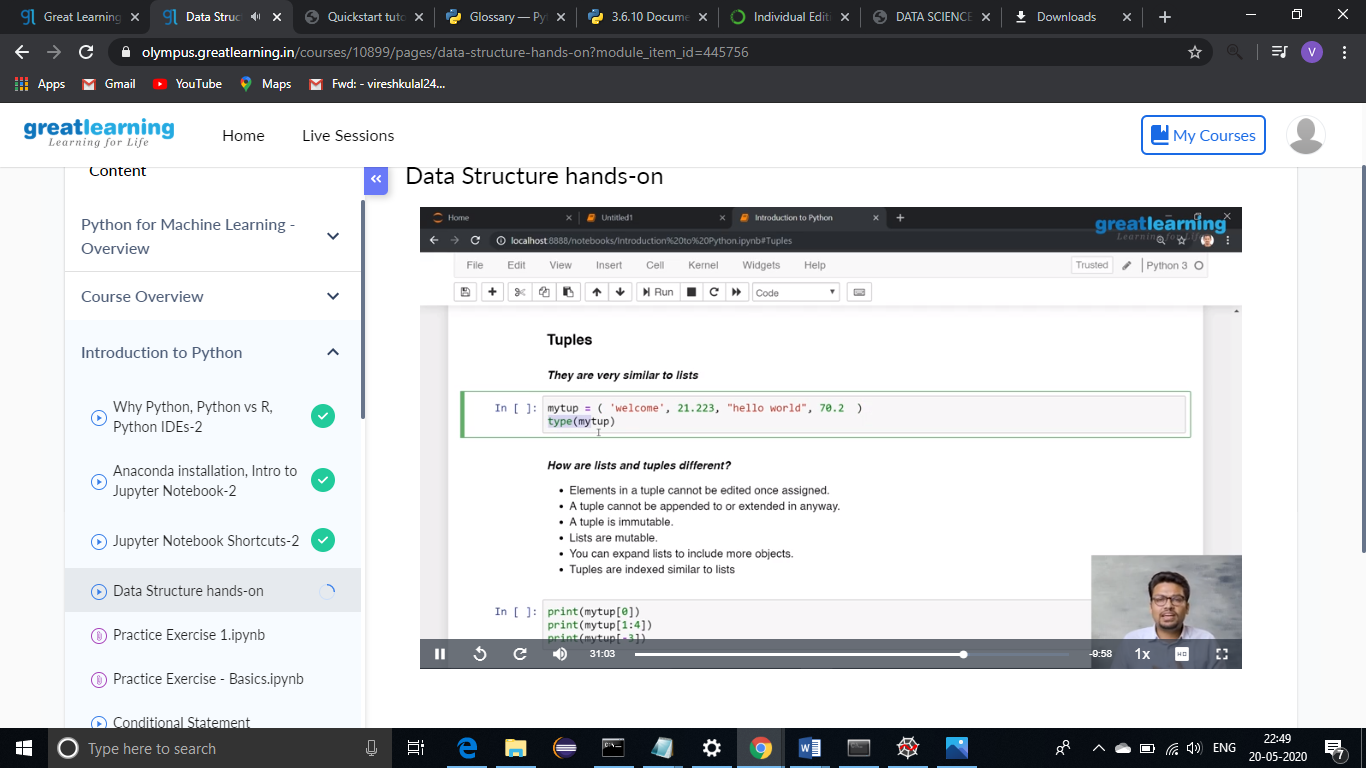 Great Learning
Data Struc
Quickstart tuto
Glossary — Py
3.6.10 Docume
Individual Editi
DATA SCIENCE
Downloads
olympus.greatlearning.in/courses/10899/pages/data-structure-hands-on?module_item_id=445756
V
Apps
Gmail
YouTube
Maps
Fwd: - vireshkulal24...
greatlearning
Learning for Life
Home
Live Sessions
My Courses
Content
Python for Machine Learning -
Overview
Course Overview
Introduction to Python
Why Python, Python vs R,
Python IDEs-2
Anaconda installation, Intro to
Jupyter Notebook-2
Jupyter Notebook Shortcuts-2
Data Structure hands-on
Practice Exercise 1.ipynb
Practice Exercise - Basics.ipynb
Conditional Statement
Data Structure hands-on
Home
Untitled1
Introduction to Python
greatlearning
Learning for Life
localhost:8888/notebooks/Introduction%20to%20Python.ipynb#Tuples
File Edit View Insert Cell Kernel Widgets Help
Trusted
Python 3
Run
Code
Tuples
They are very similar to lists
In [ ]: mytup = ( 'welcome', 21.223, "hello world", 70.2  )
type(mytup)
How are lists and tuples different?
• Elements in a tuple cannot be edited once assigned.
• A tuple cannot be appended to or extended in anyway.
• A tuple is immutable.
• Lists are mutable.
• You can expand lists to include more objects.
• Tuples are indexed similar to lists
In [ ]: print(mytup[0])
print(mytup[1:4])
print(mytup[-3])
31:03
-9:58
1x
HD
Type here to search
ENG
22:49
20-05-2020
7